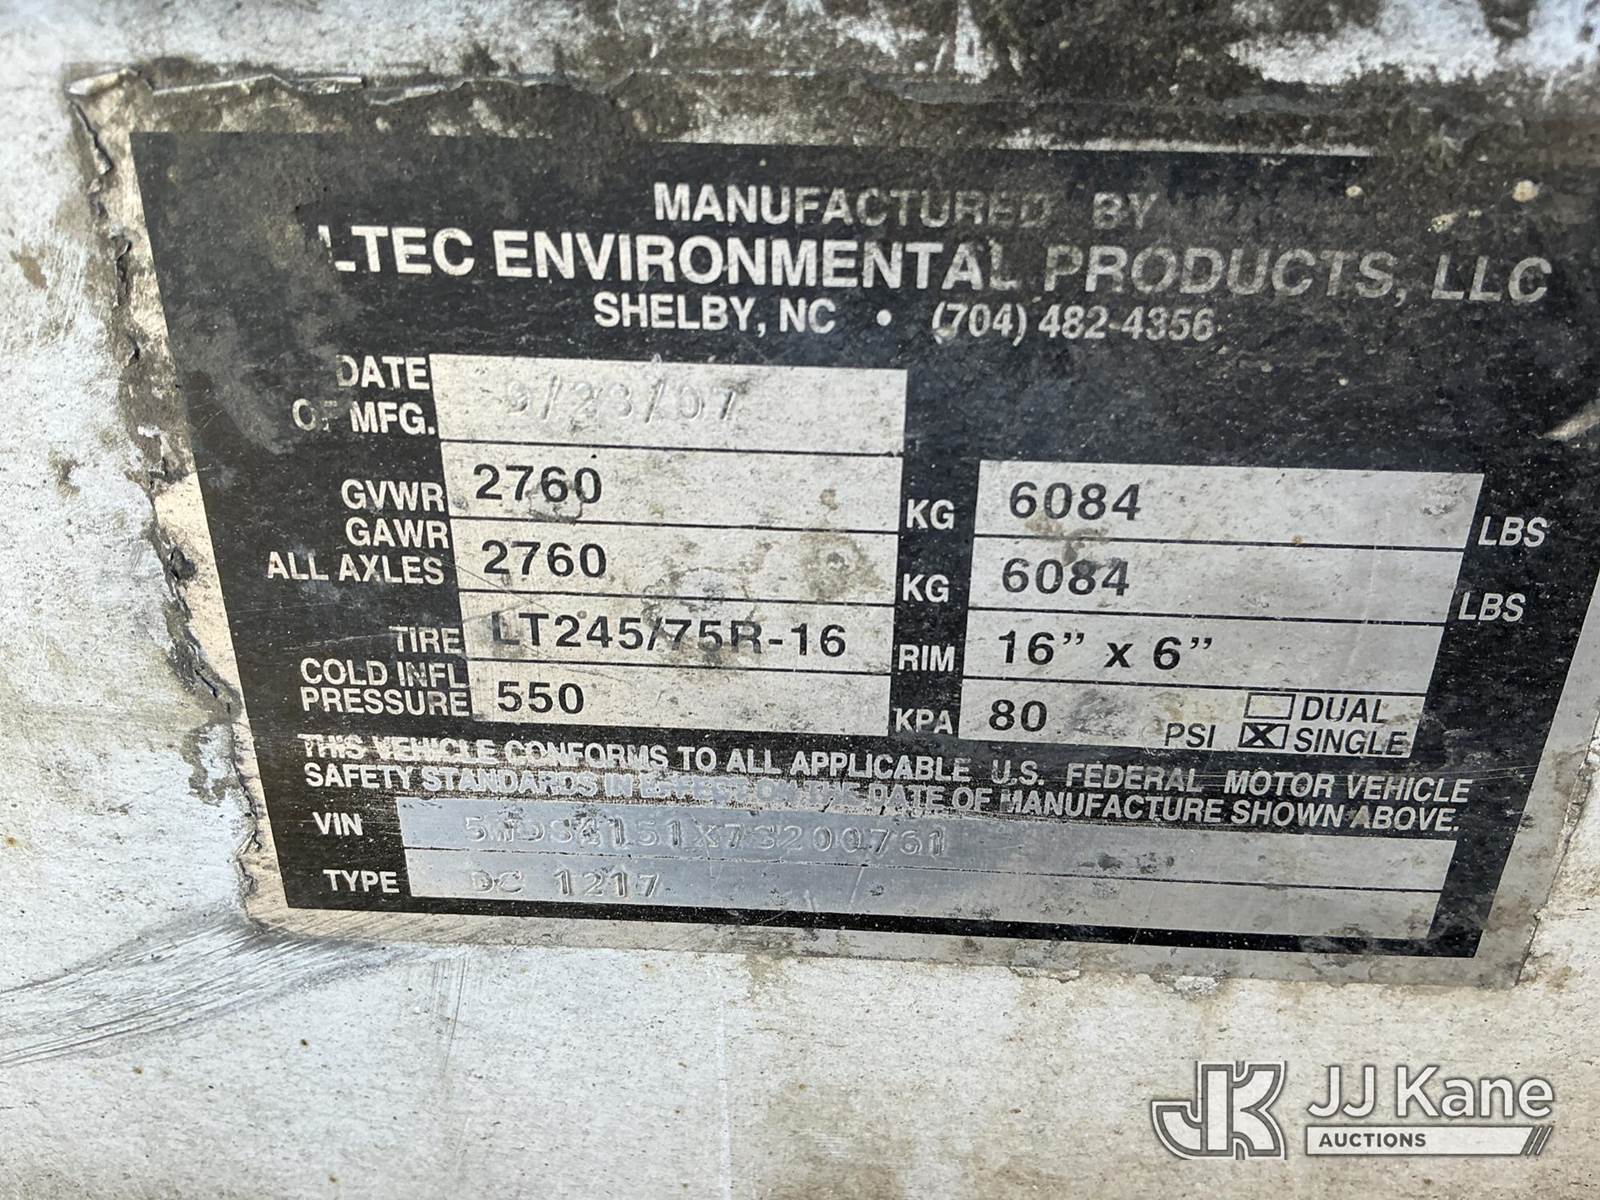 MANUFACTURED BY
LTEC ENVIRONMENTAL PRODUCTS, LLC
SHELBY, NC • (704) 482-4356
DATE
OF MFG.
GVWR 2760 KG 6084 LBS
GAWR
ALL AXLES 2760 KG 6084 LBS
TIRE LT245/75R-16 RIM 16” x 6”
COLD INFL
PRESSURE 550 KPA 80 PSI DUAL
SINGLE
THIS VEHICLE CONFORMS TO ALL APPLICABLE U.S. FEDERAL MOTOR VEHICLE
SAFETY STANDARDS IN EFFECT ON THE DATE OF MANUFACTURE SHOWN ABOVE.
VIN
TYPE DC 1217
JJ Kane
AUCTIONS